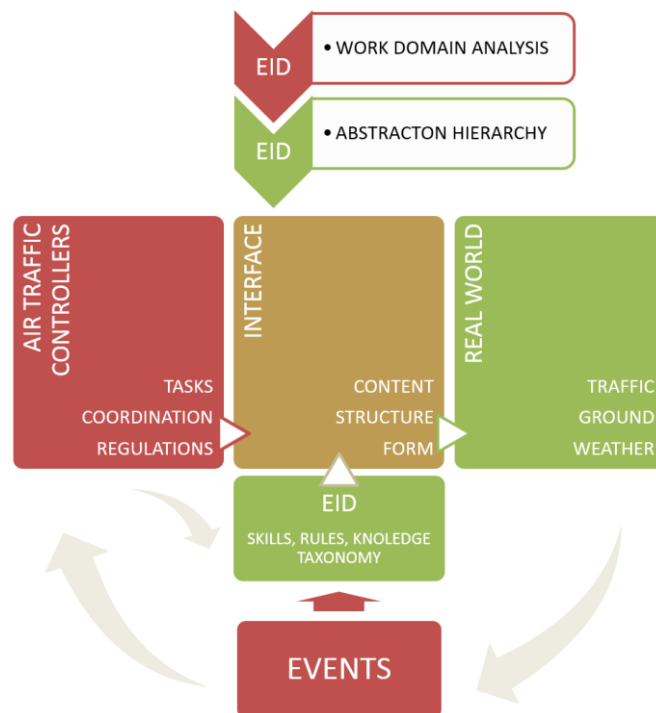 EID
• WORK DOMAIN ANALYSIS
EID
• ABSTRACTON HIERARCHY
AIR TRAFFIC
CONTROLLERS
TASKS
COORDINATION
REGULATIONS
INTERFACE
CONTENT
STRUCTURE
FORM
REAL WORLD
TRAFFIC
GROUND
WEATHER
EID
SKILLS, RULES, KNOLEDGE
TAXONOMY
EVENTS